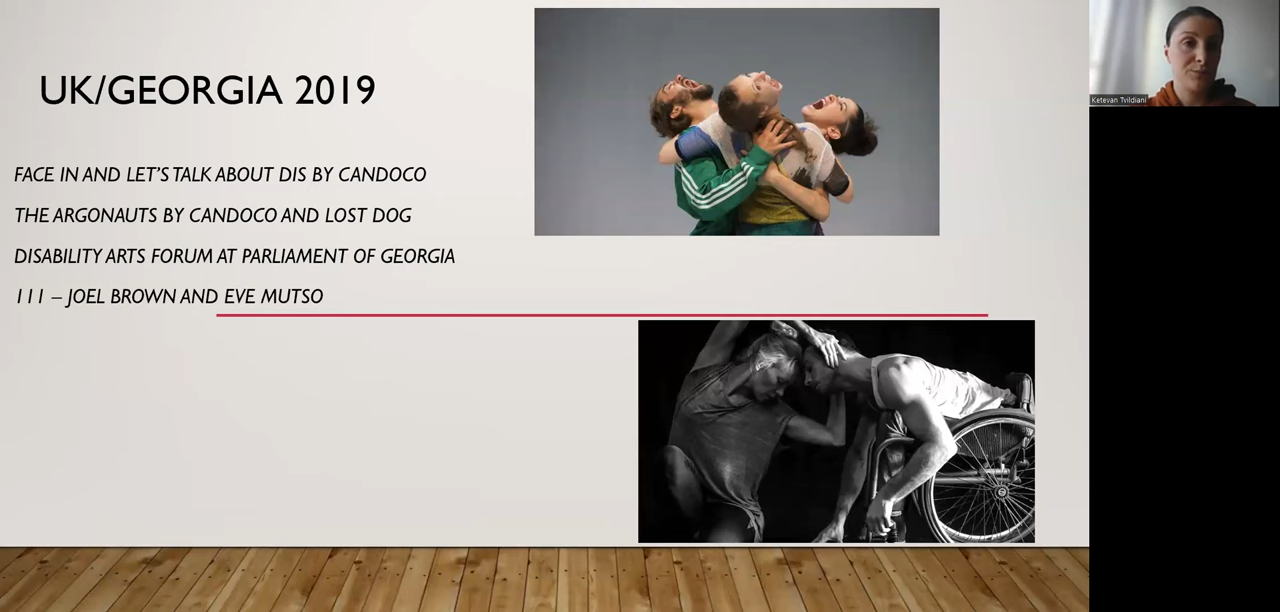 UK/GEORGIA 2019
FACE IN AND LET'S TALK ABOUT DIS BY CANDOCO
THE ARGONAUTS BY CANDOCO AND LOST DOG
DISABILITY ARTS FORUM AT PARLIAMENT OF GEORGIA
111 – JOEL BROWN AND EVE MUTSO
Ketevan Tvildiani